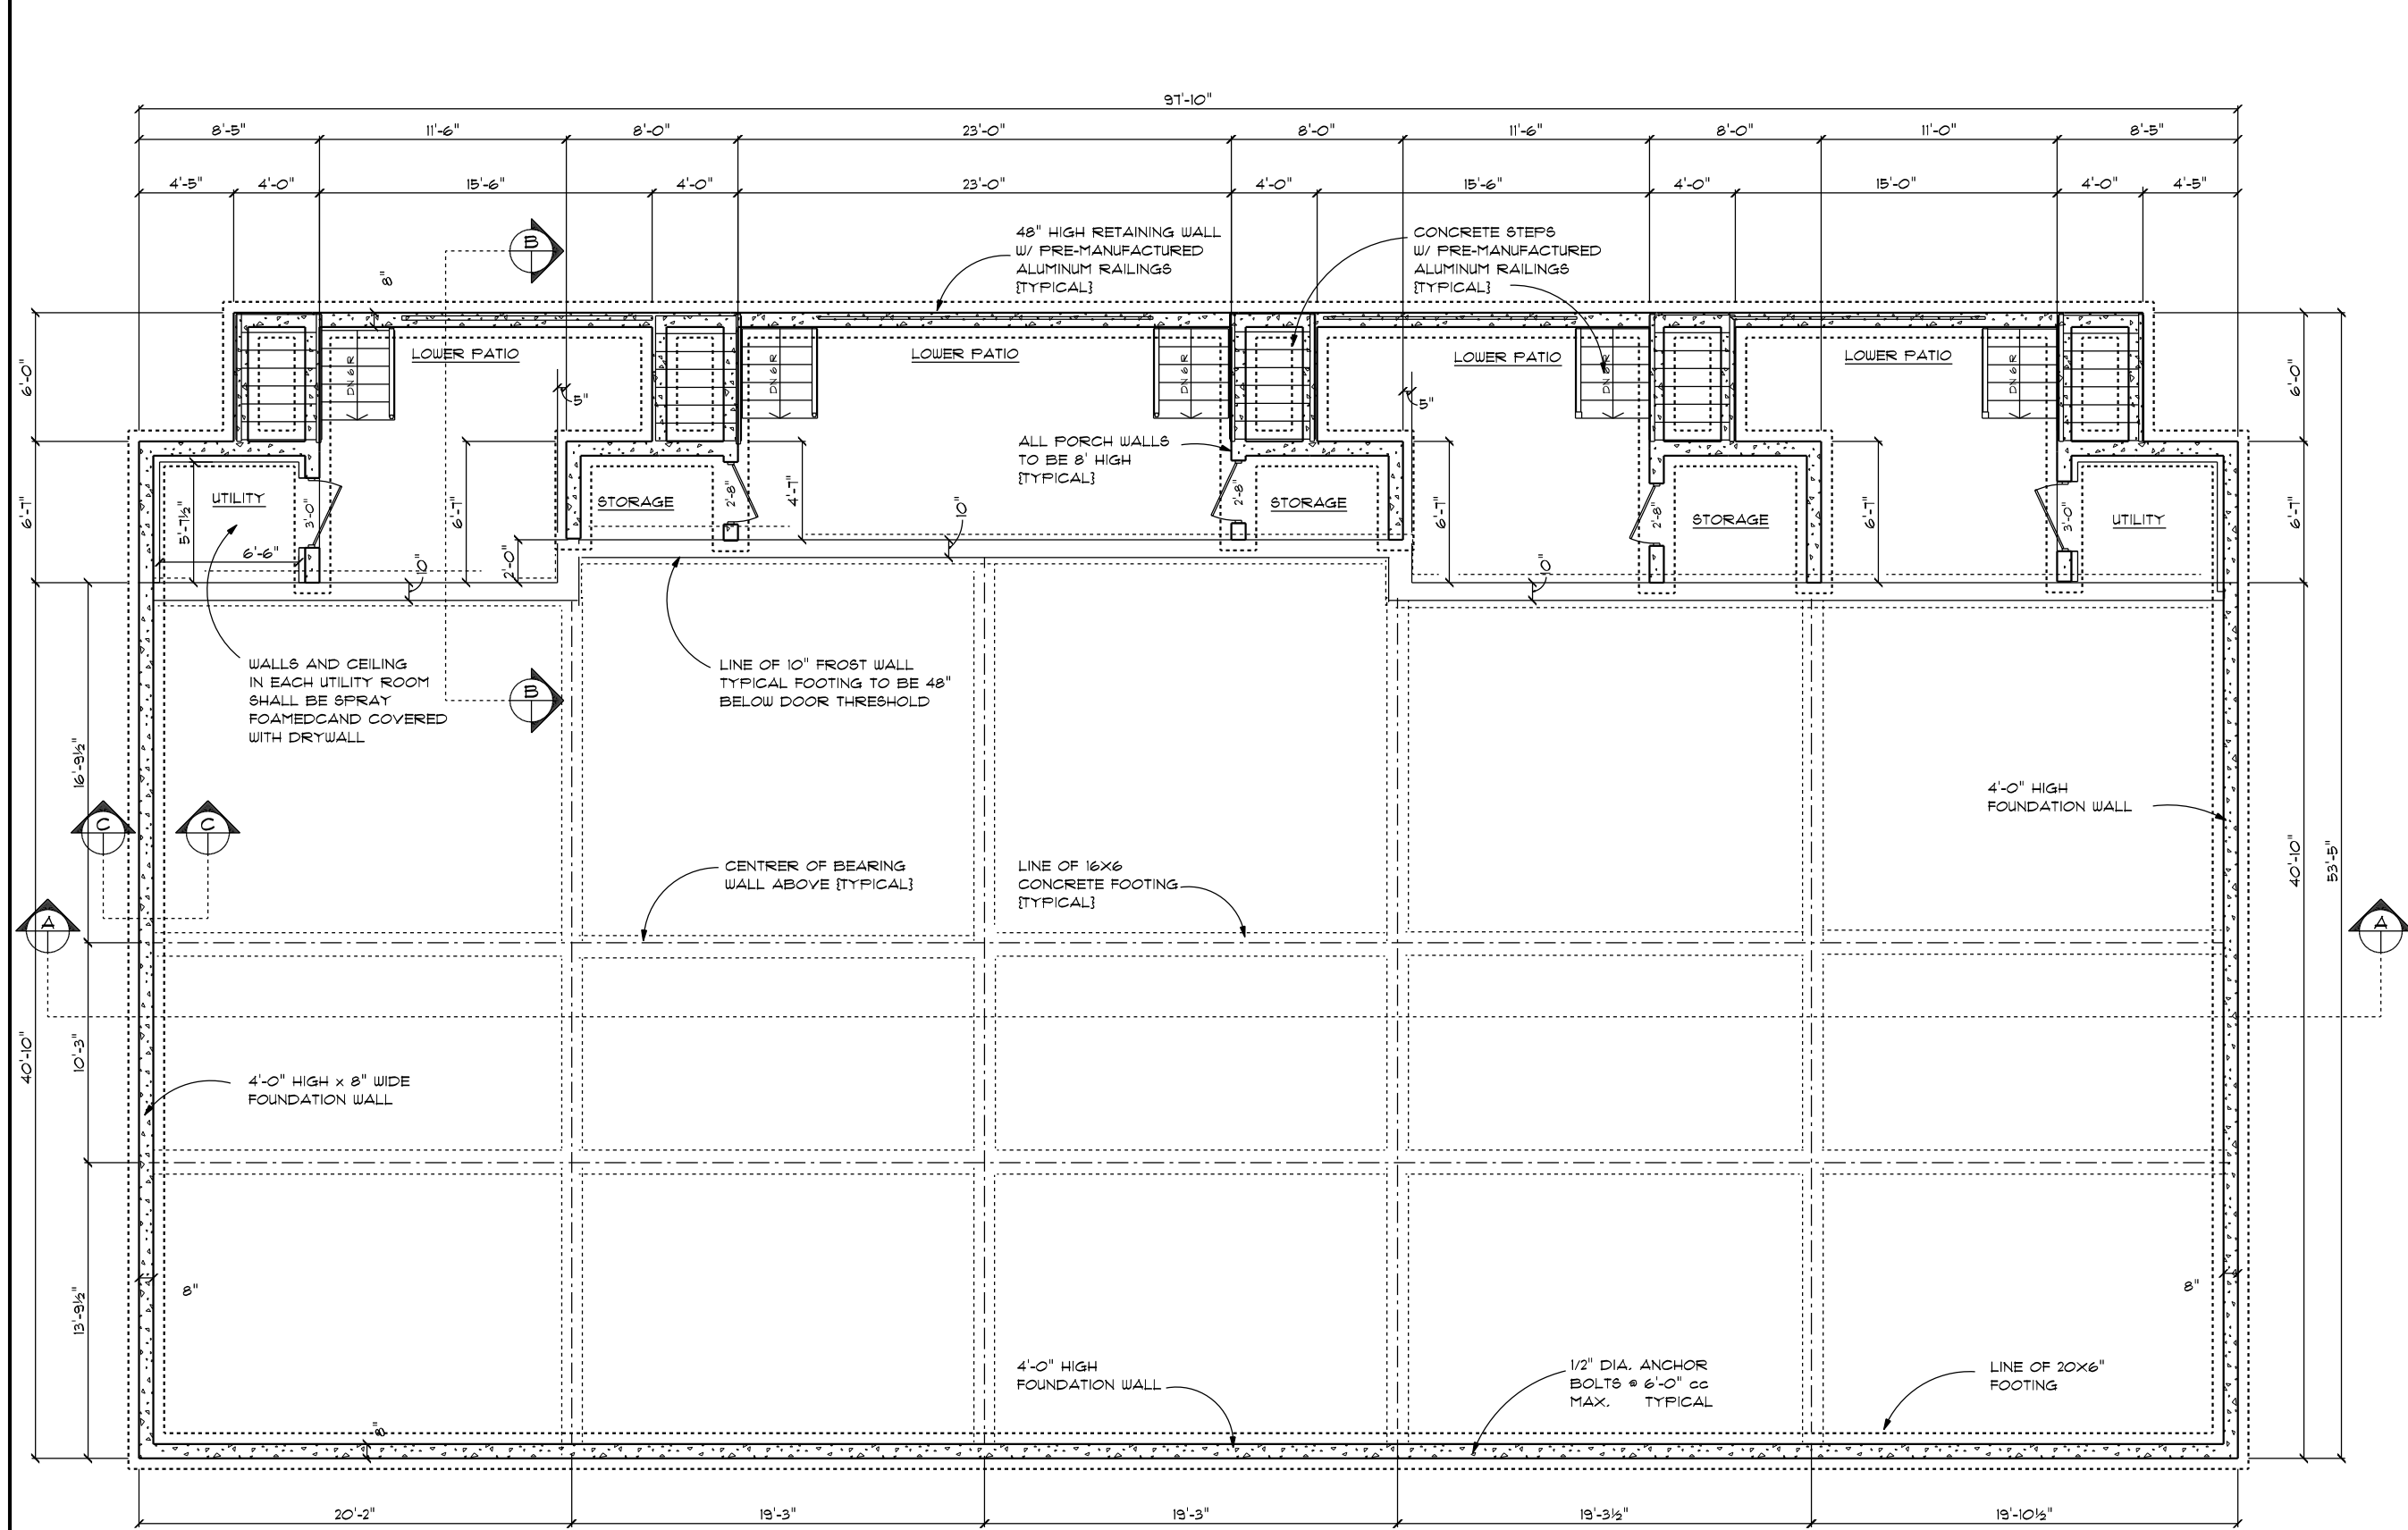 97'-10"
8'-5" 11'-6" 8'-0" 23'-0" 8'-0" 11'-6" 8'-0" 11'-0" 8'-5"
4'-5" 4'-0" 15'-6" 4'-0" 23'-0" 4'-0" 15'-6" 4'-0" 15'-0" 4'-0" 4'-5"
B
8"
48" HIGH RETAINING WALL
W/ PRE-MANUFACTURED
ALUMINUM RAILINGS
{TYPICAL}
CONCRETE STEPS
W/ PRE-MANUFACTURED
ALUMINUM RAILINGS
{TYPICAL}
6'-0"
DN 6 R
LOWER PATIO
5"
DN 6 R
LOWER PATIO
DN 6 R
LOWER PATIO
5"
DN 6 R
LOWER PATIO
DN 6 R
6'-0"
ALL PORCH WALLS
TO BE 8' HIGH
{TYPICAL}
6'-7"
UTILITY
5'-7½"
6'-6"
3'-0"
10"
6'-7"
2'-0"
STORAGE
2'-8"
4'-7"
10"
2'-8"
STORAGE
6'-7"
10"
2'-8"
STORAGE
6'-7"
3'-0"
UTILITY
6'-7"
WALLS AND CEILING
IN EACH UTILITY ROOM
SHALL BE SPRAY
FOAMEDCAND COVERED
WITH DRYWALL
B
LINE OF 10" FROST WALL
TYPICAL FOOTING TO BE 48"
BELOW DOOR THRESHOLD
16'-9½"
C C
4'-0" HIGH
FOUNDATION WALL
CENTRER OF BEARING
WALL ABOVE {TYPICAL}
LINE OF 16X6
CONCRETE FOOTING
{TYPICAL}
40'-10"
53'-5"
A
A
40'-10"
10'-3"
4'-0" HIGH x 8" WIDE
FOUNDATION WALL
13'-9½"
8"
8"
8"
4'-0" HIGH
FOUNDATION WALL
1/2" DIA. ANCHOR
BOLTS @ 6'-0" cc
MAX. TYPICAL
LINE OF 20X6"
FOOTING
20'-2" 19'-3" 19'-3" 19'-3½" 19'-10½"